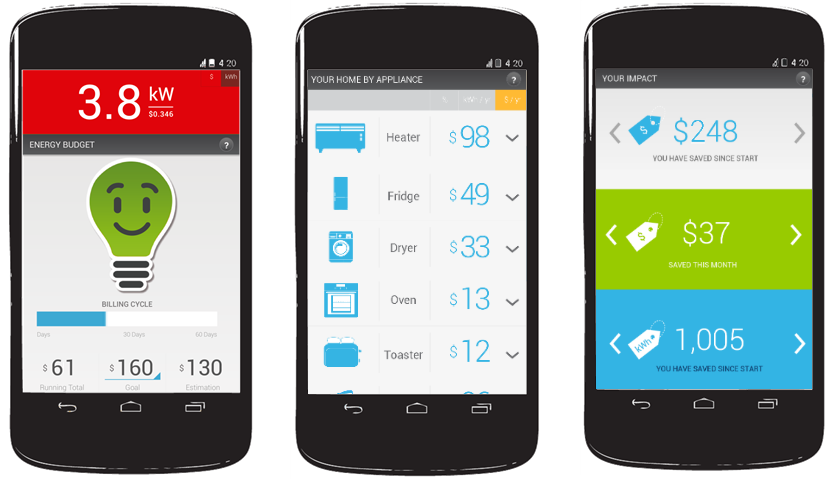 4 20
$ kWh
3.8 kW
$0.346
ENERGY BUDGET ?
BILLING CYCLE
Days 30 Days 60 Days
$ 61 $ 160 $ 130
Running Total Goal Estimation
4 20
YOUR HOME BY APPLIANCE ?
% kW / y $ / y
Heater $ 98
Fridge $ 49
Dryer $ 33
Oven $ 13
Toaster $ 12
4 20
YOUR IMPACT ?
$ $248
YOU HAVE SAVED SINCE START
$ $37
SAVED THIS MONTH
kWh 1,005
YOU HAVE SAVED SINCE START